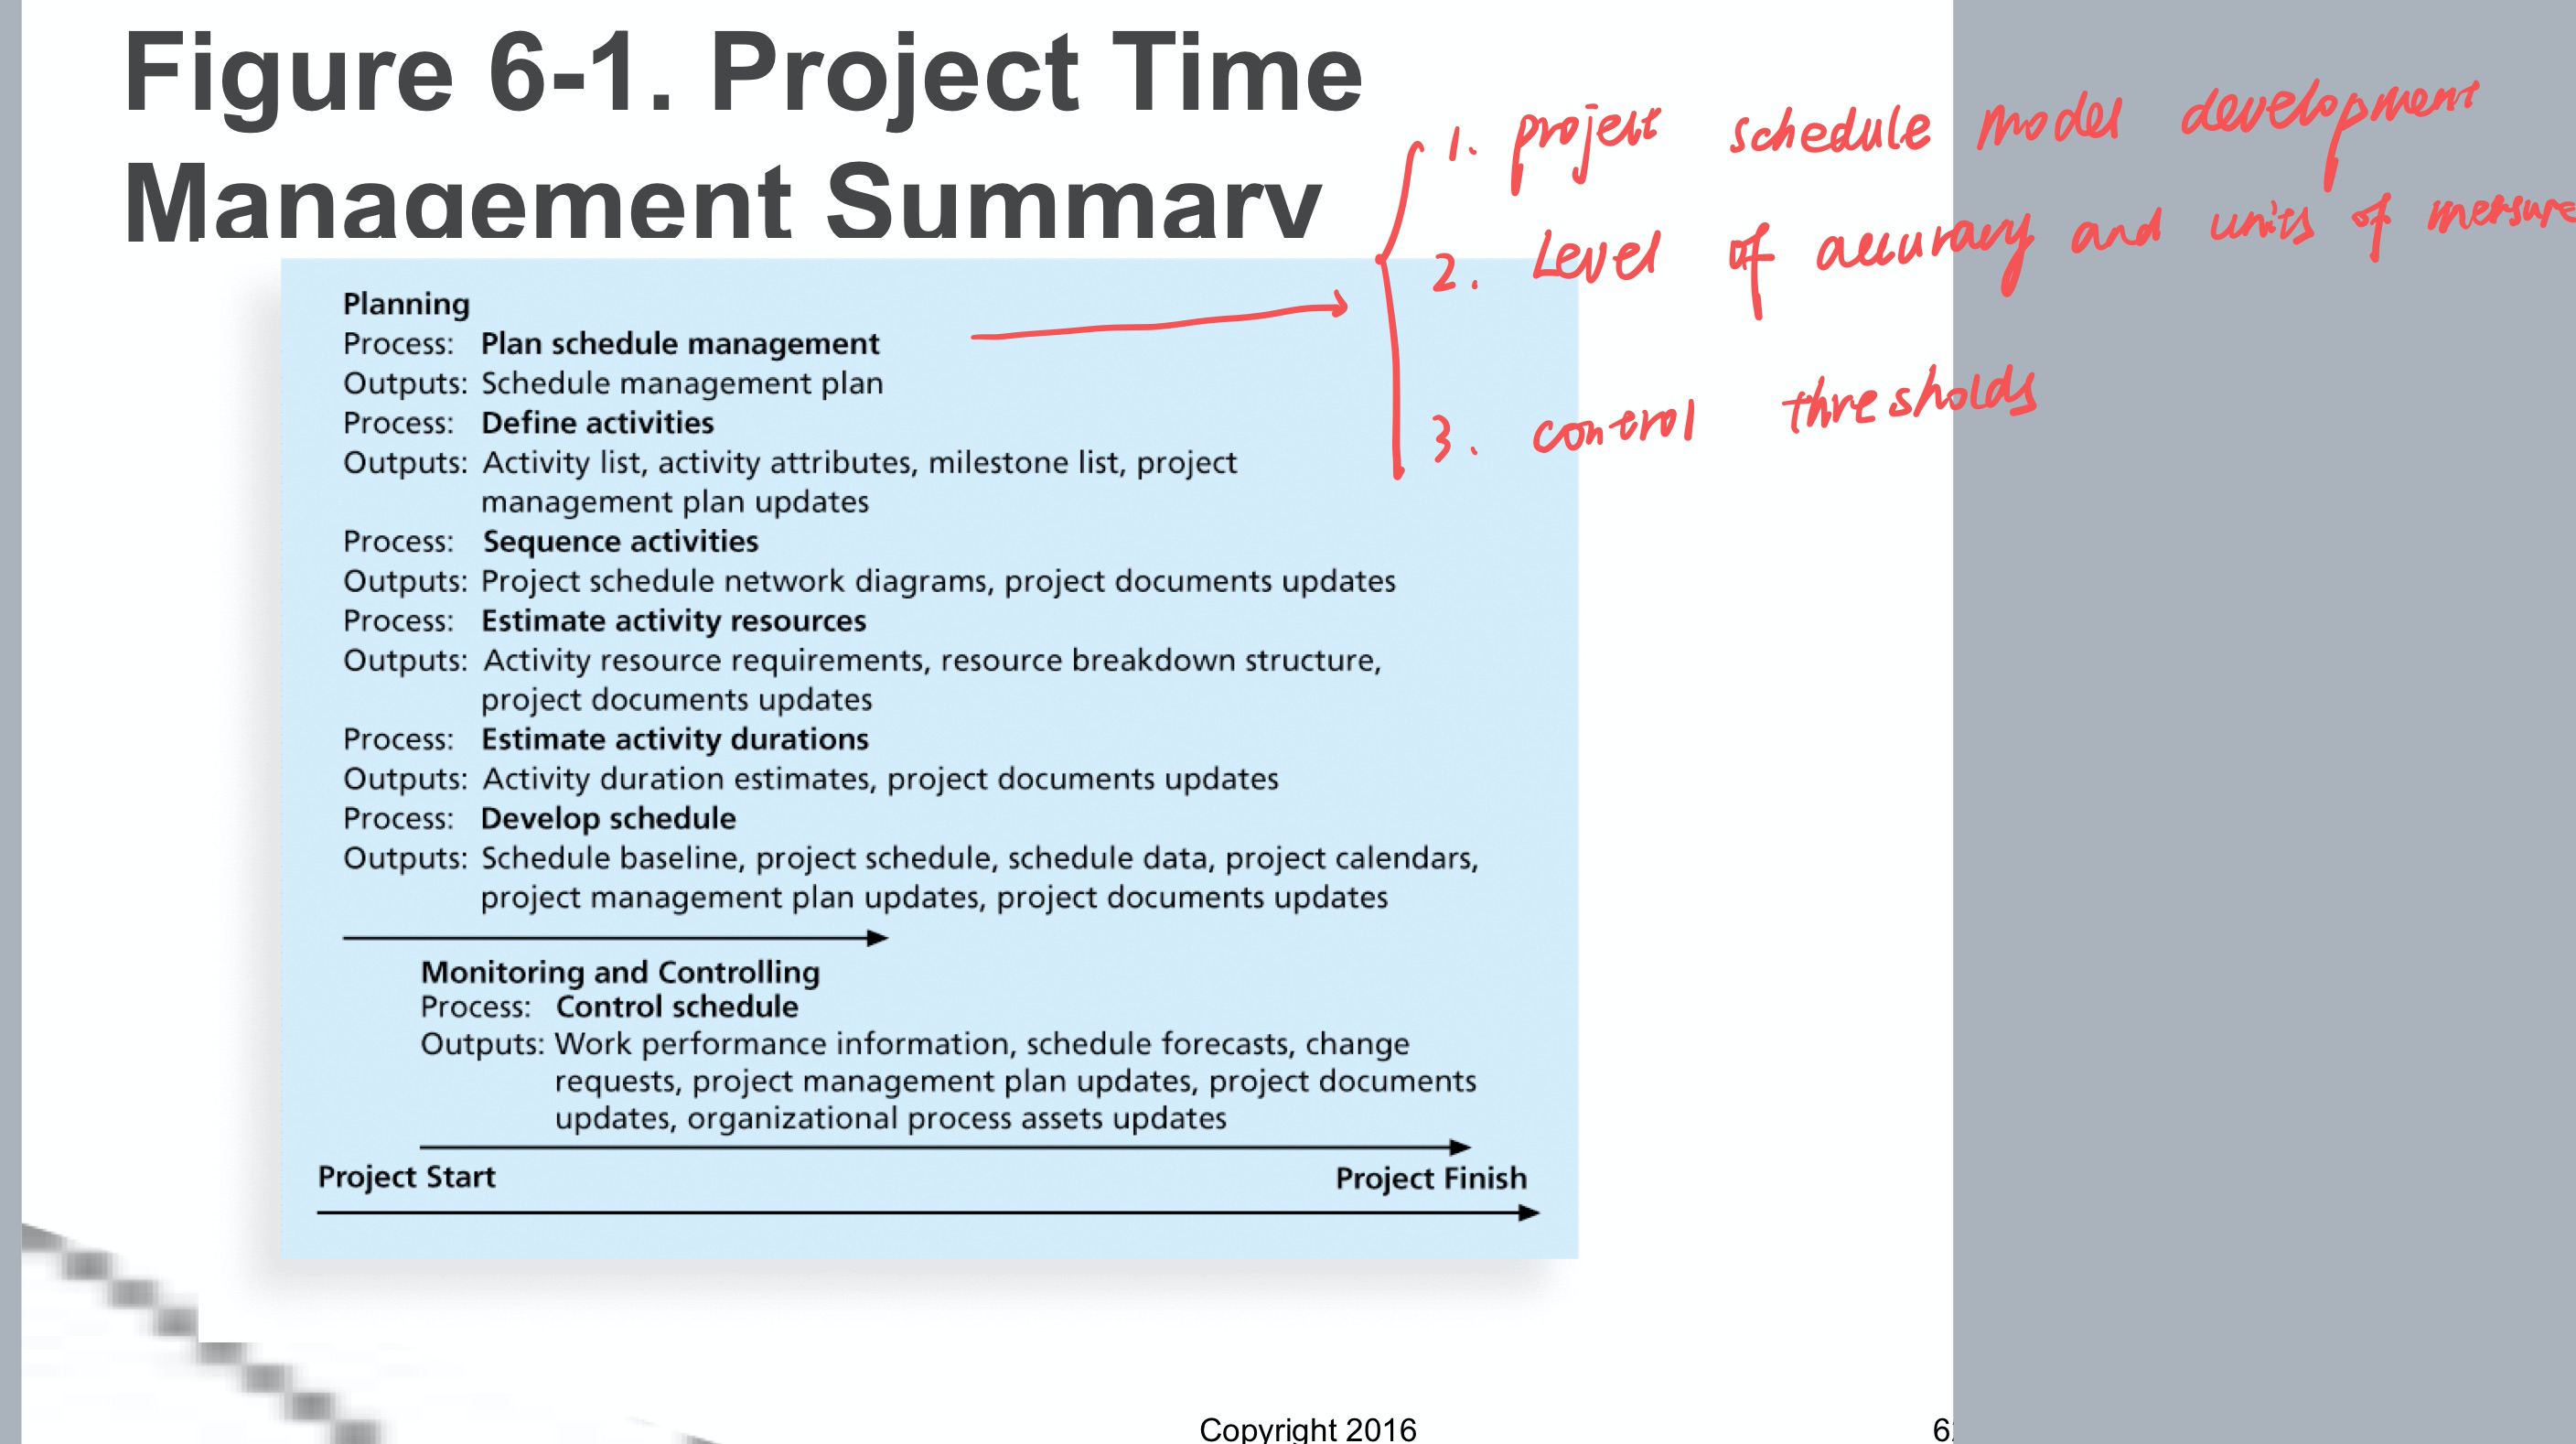 Figure 6-1. Project Time
Management Summary
1. project schedule model development
2. Level of accuracy and units of measure
3. control thresholds
Planning
Process: Plan schedule management
Outputs: Schedule management plan
Process: Define activities
Outputs: Activity list, activity attributes, milestone list, project
management plan updates
Process: Sequence activities
Outputs: Project schedule network diagrams, project documents updates
Process: Estimate activity resources
Outputs: Activity resource requirements, resource breakdown structure,
project documents updates
Process: Estimate activity durations
Outputs: Activity duration estimates, project documents updates
Process: Develop schedule
Outputs: Schedule baseline, project schedule, schedule data, project calendars,
project management plan updates, project documents updates
Monitoring and Controlling
Process: Control schedule
Outputs: Work performance information, schedule forecasts, change
requests, project management plan updates, project documents
updates, organizational process assets updates
Project Start Project Finish
Copyright 2016